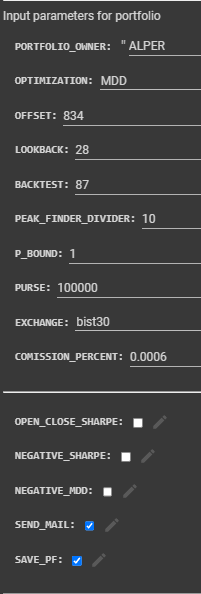 Input parameters for portfolio
PORTFOLIO_OWNER: " ALPER
OPTIMIZATION: MDD
OFFSET: 834
LOOKBACK: 28
BACKTEST: 87
PEAK_FINDER_DIVIDER: 10
P_BOUND: 1
PURSE: 100000
EXCHANGE: bist30
COMISSION_PERCENT: 0.0006
OPEN_CLOSE_SHARPE:
NEGATIVE_SHARPE:
NEGATIVE_MDD:
SEND_MAIL:
SAVE_PF: